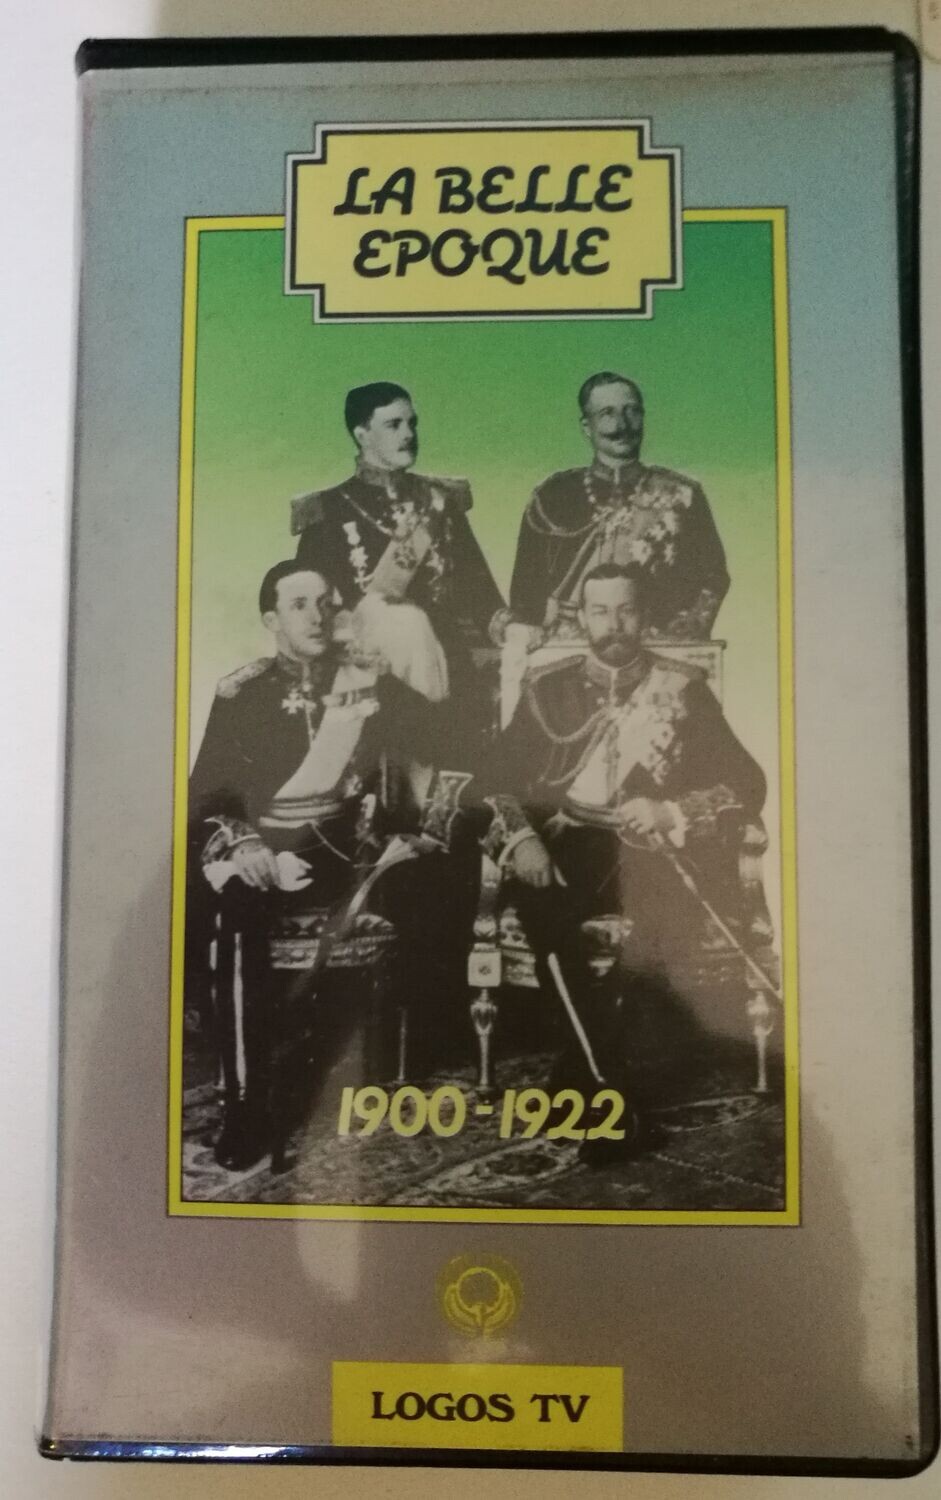 LA BELLE
EPOQUE
1900-1922
LOGOS TV